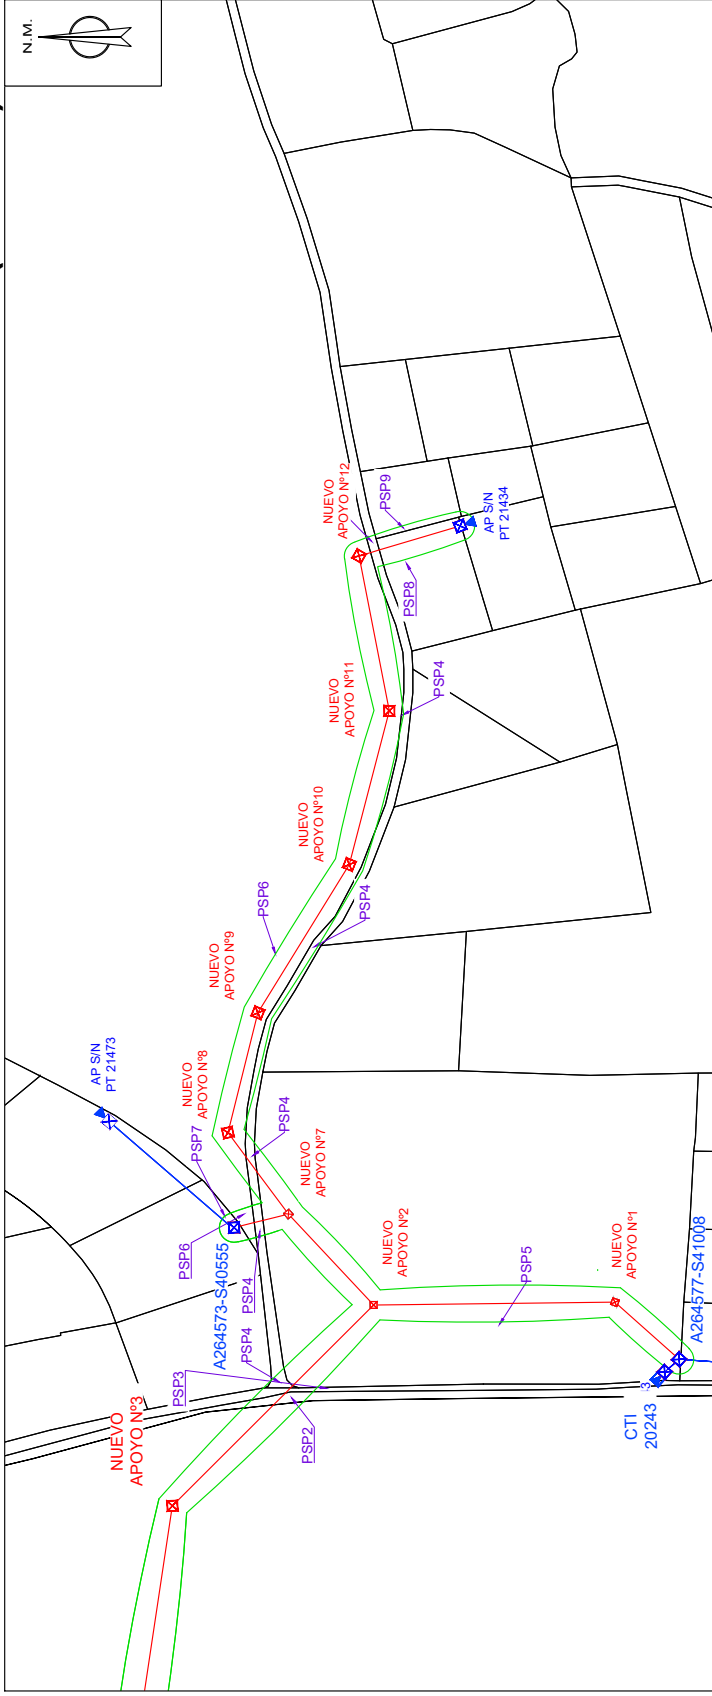 N.M.
NUEVO
APOYO Nº12
PSP9
AP S/N
PT 21434
PSP8
NUEVO
APOYO Nº11
PSP4
NUEVO
APOYO Nº10
PSP6
PSP4
NUEVO
APOYO Nº9
AP S/N
PT 21473
NUEVO
APOYO Nº8
PSP7
PSP4
NUEVO
APOYO Nº7
PSP6
A264573-S40555
PSP4
PSP4
PSP3
NUEVO
APOYO Nº2
PSP5
NUEVO
APOYO Nº1
A264577-S41008
CTI
20243
3
PSP2
NUEVO
APOYO Nº3